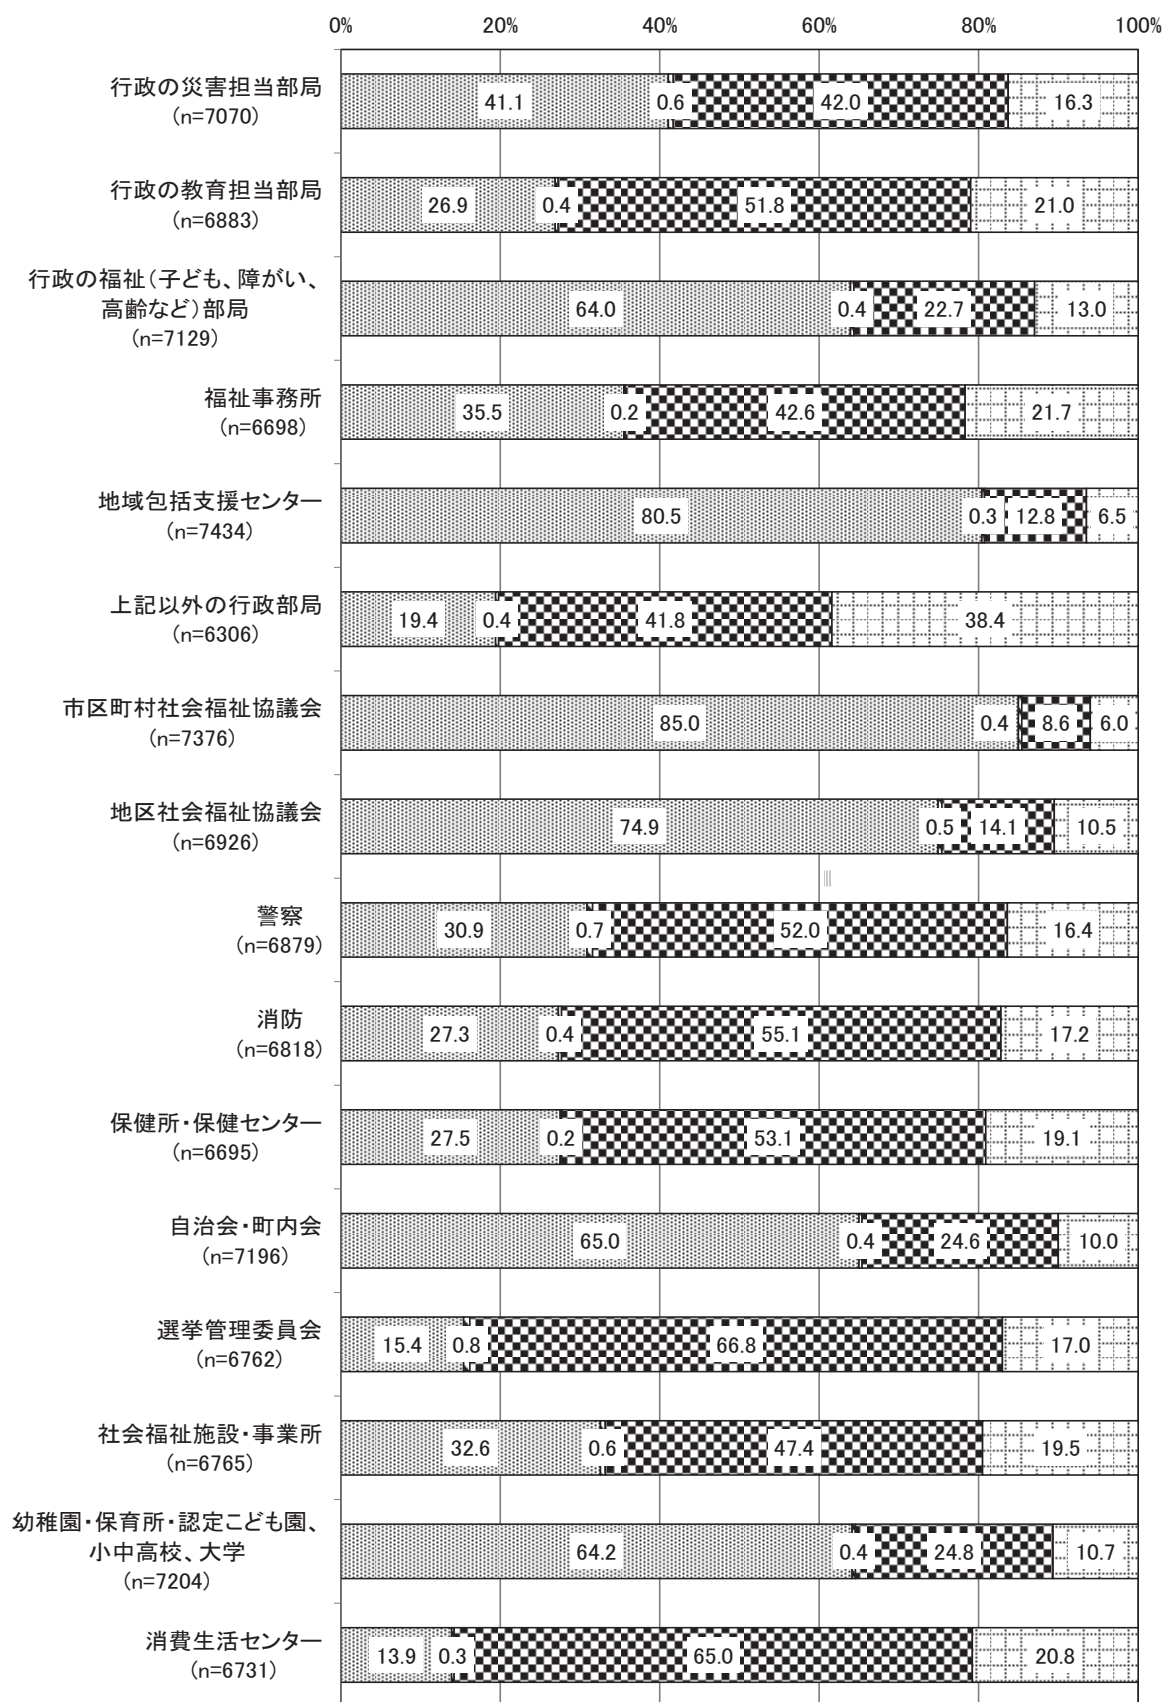 0% 20% 40% 60% 80% 100%
行政の災害担当部局
(n=7070)
41.1 0.6 42.0 16.3
行政の教育担当部局
(n=6883)
26.9 0.4 51.8 21.0
行政の福祉(子ども、障がい、
高齢など)部局
(n=7129)
64.0 0.4 22.7 13.0
福祉事務所
(n=6698)
35.5 0.2 42.6 21.7
地域包括支援センター
(n=7434)
80.5 0.3 12.8 6.5
上記以外の行政部局
(n=6306)
19.4 0.4 41.8 38.4
市区町村社会福祉協議会
(n=7376)
85.0 0.4 8.6 6.0
地区社会福祉協議会
(n=6926)
74.9 0.5 14.1 10.5
警察
(n=6879)
30.9 0.7 52.0 16.4
消防
(n=6818)
27.3 0.4 55.1 17.2
保健所・保健センター
(n=6695)
27.5 0.2 53.1 19.1
自治会・町内会
(n=7196)
65.0 0.4 24.6 10.0
選挙管理委員会
(n=6762)
15.4 0.8 66.8 17.0
社会福祉施設・事業所
(n=6765)
32.6 0.6 47.4 19.5
幼稚園・保育所・認定こども園、
小中高校、大学
(n=7204)
64.2 0.4 24.8 10.7
消費生活センター
(n=6731)
13.9 0.3 65.0 20.8